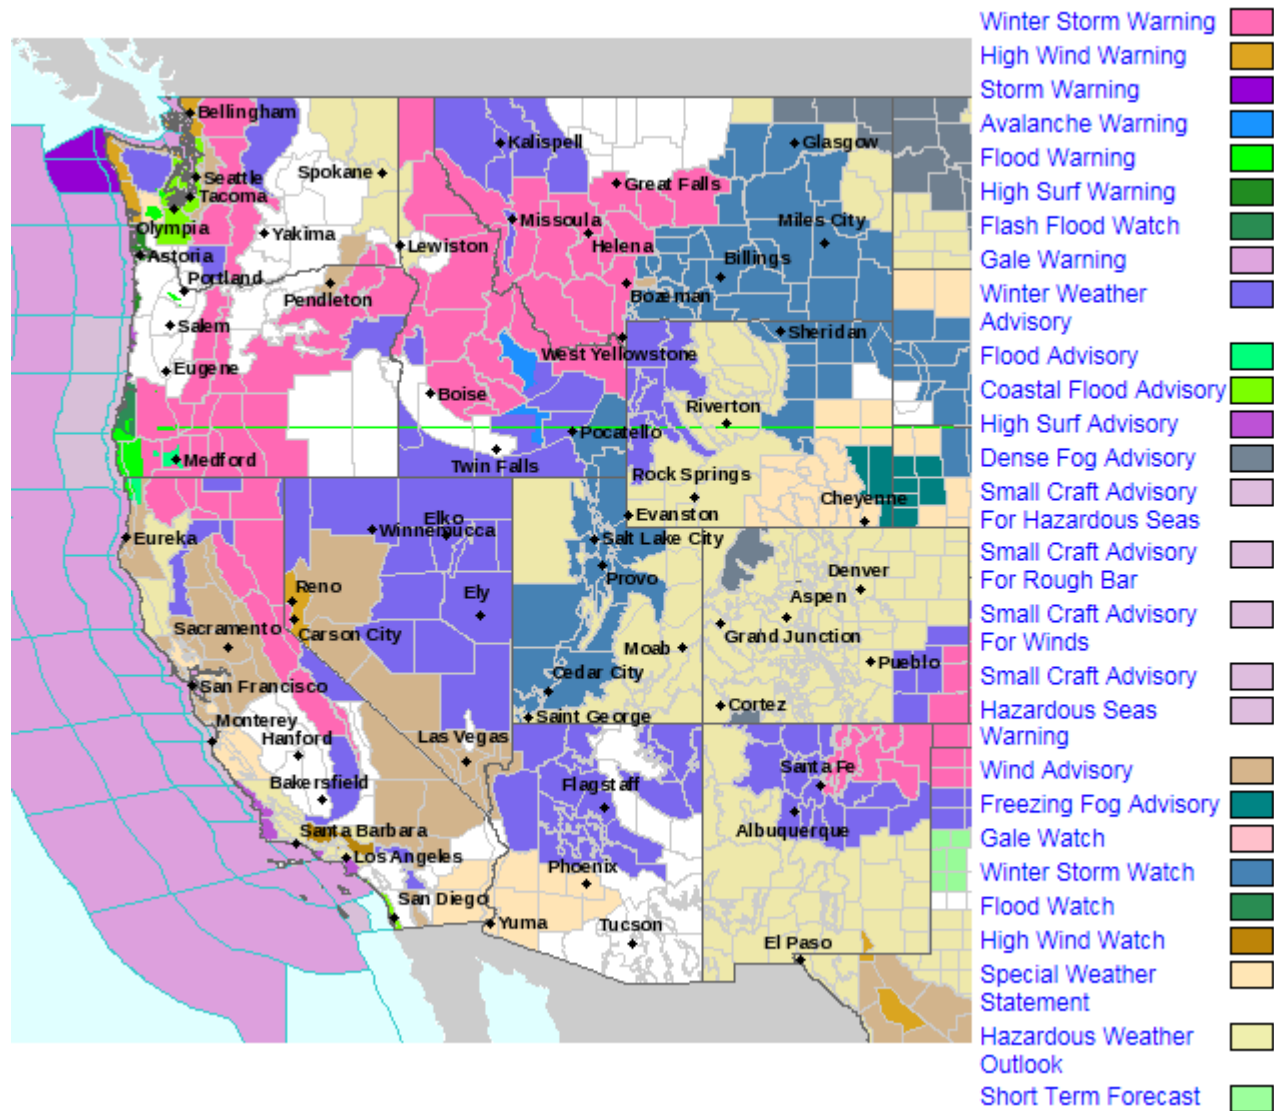 Bellingham
Kalispell
Glasgow
Spokane
Seattle
Great Falls
Tacoma
Missoula
Miles City
Olympia
Yakima
Helena
Lewiston
Astoria
Billings
Portland
Pendleton
Bozeman
Salem
Sheridan
West Yellowstone
Eugene
Boise
Riverton
Pocatello
Medford
Twin Falls
Rock Springs
Cheyenne
Elko
Evanston
Winnemucca
Eureka
Salt Lake City
Provo
Denver
Reno
Ely
Aspen
Sacramento
Carson City
Grand Junction
Moab
Pueblo
Cedar City
San Francisco
Cortez
Saint George
Monterey
Hanford
Las Vegas
Santa Fe
Bakersfield
Flagstaff
Santa Barbara
Albuquerque
Los Angeles
Phoenix
San Diego
Yuma
Tucson
El Paso
Winter Storm Warning
High Wind Warning
Storm Warning
Avalanche Warning
Flood Warning
High Surf Warning
Flash Flood Watch
Gale Warning
Winter Weather
Advisory
Flood Advisory
Coastal Flood Advisory
High Surf Advisory
Dense Fog Advisory
Small Craft Advisory
For Hazardous Seas
Small Craft Advisory
For Rough Bar
Small Craft Advisory
For Winds
Small Craft Advisory
Hazardous Seas
Warning
Wind Advisory
Freezing Fog Advisory
Gale Watch
Winter Storm Watch
Flood Watch
High Wind Watch
Special Weather
Statement
Hazardous Weather
Outlook
Short Term Forecast